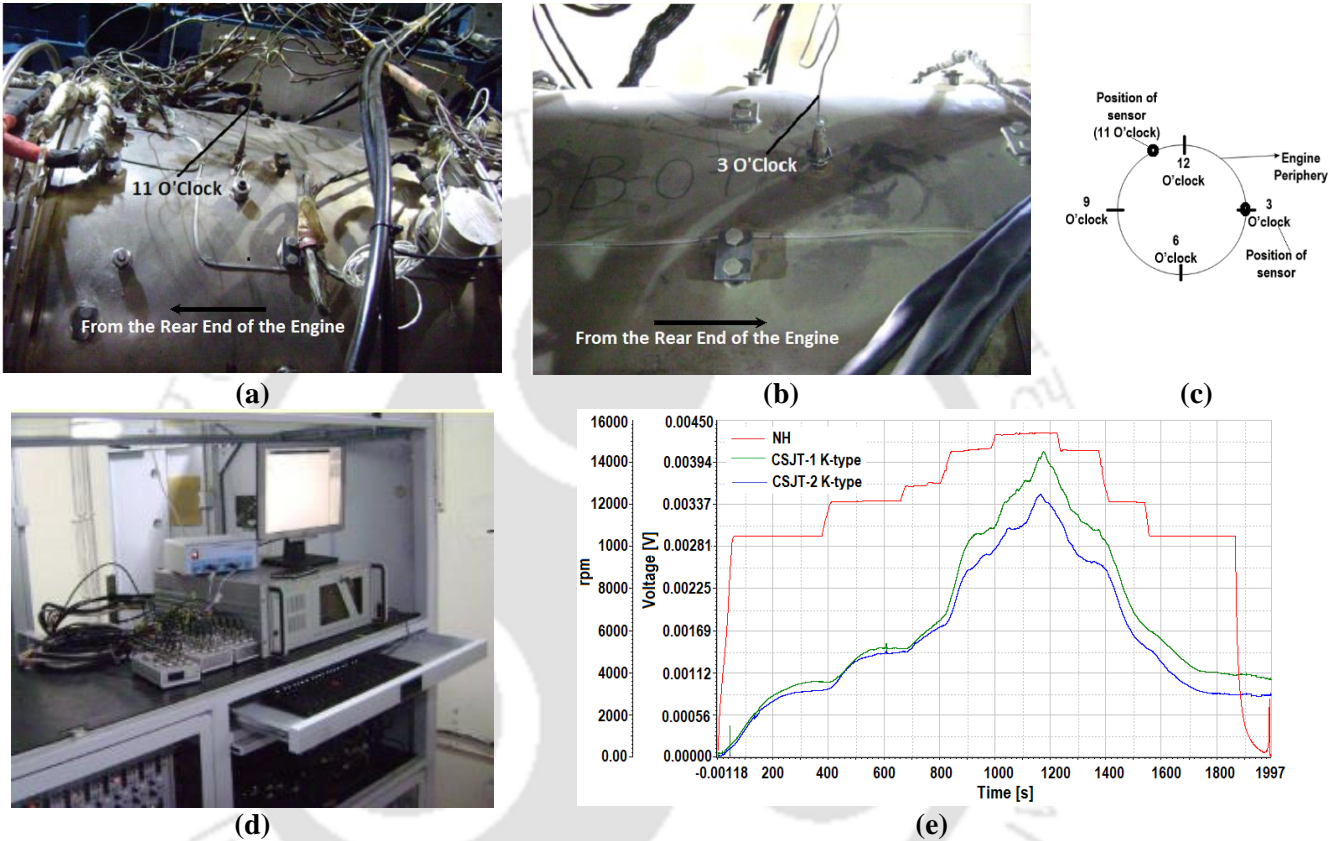 11 O'Clock
From the Rear End of the Engine
(a)
3 O'Clock
From the Rear End of the Engine
(b)
Position of
sensor
(11 O'clock)
12
O'clock
Engine
Periphery
9
O'clock
3
O'clock
6
O'clock
Position of
sensor
(c)
(d)
16000
14000
12000
10000
8000
6000
4000
2000
0.00
rpm
0.00450
0.00394
0.00337
0.00281
0.00225
0.00169
0.00112
0.00056
0.00000
Voltage [V]
NH
CSJT-1 K-type
CSJT-2 K-type
-0.00118 200 400 600 800 1000 1200 1400 1600 1800 1997
Time [s]
(e)